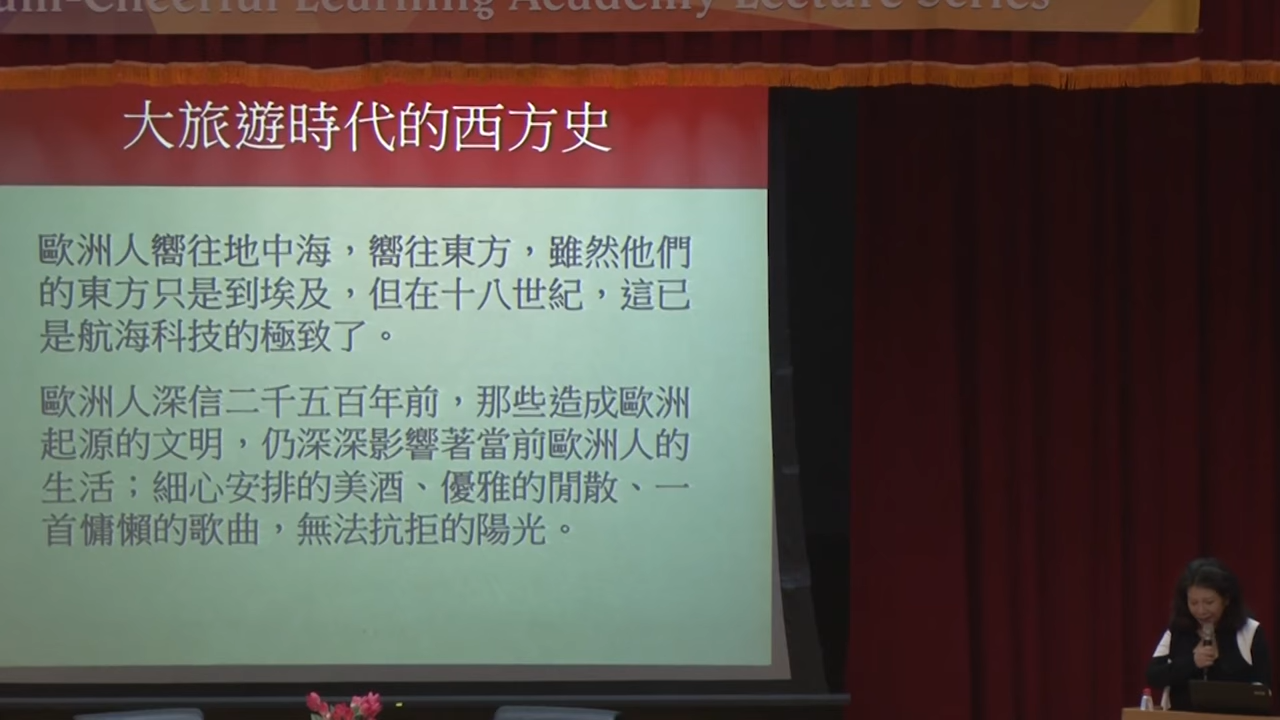 Cheerful Learning Academy Lecture Series
大旅遊時代的西方史
歐洲人嚮往地中海，嚮往東方，雖然他們
的東方只是到埃及，但在十八世紀，這已
是航海科技的極致了。
歐洲人深信二千五百年前，那些造成歐洲
起源的文明，仍深深影響著當前歐洲人的
生活；細心安排的美酒、優雅的閒散、一
首慵懶的歌曲，無法抗拒的陽光。